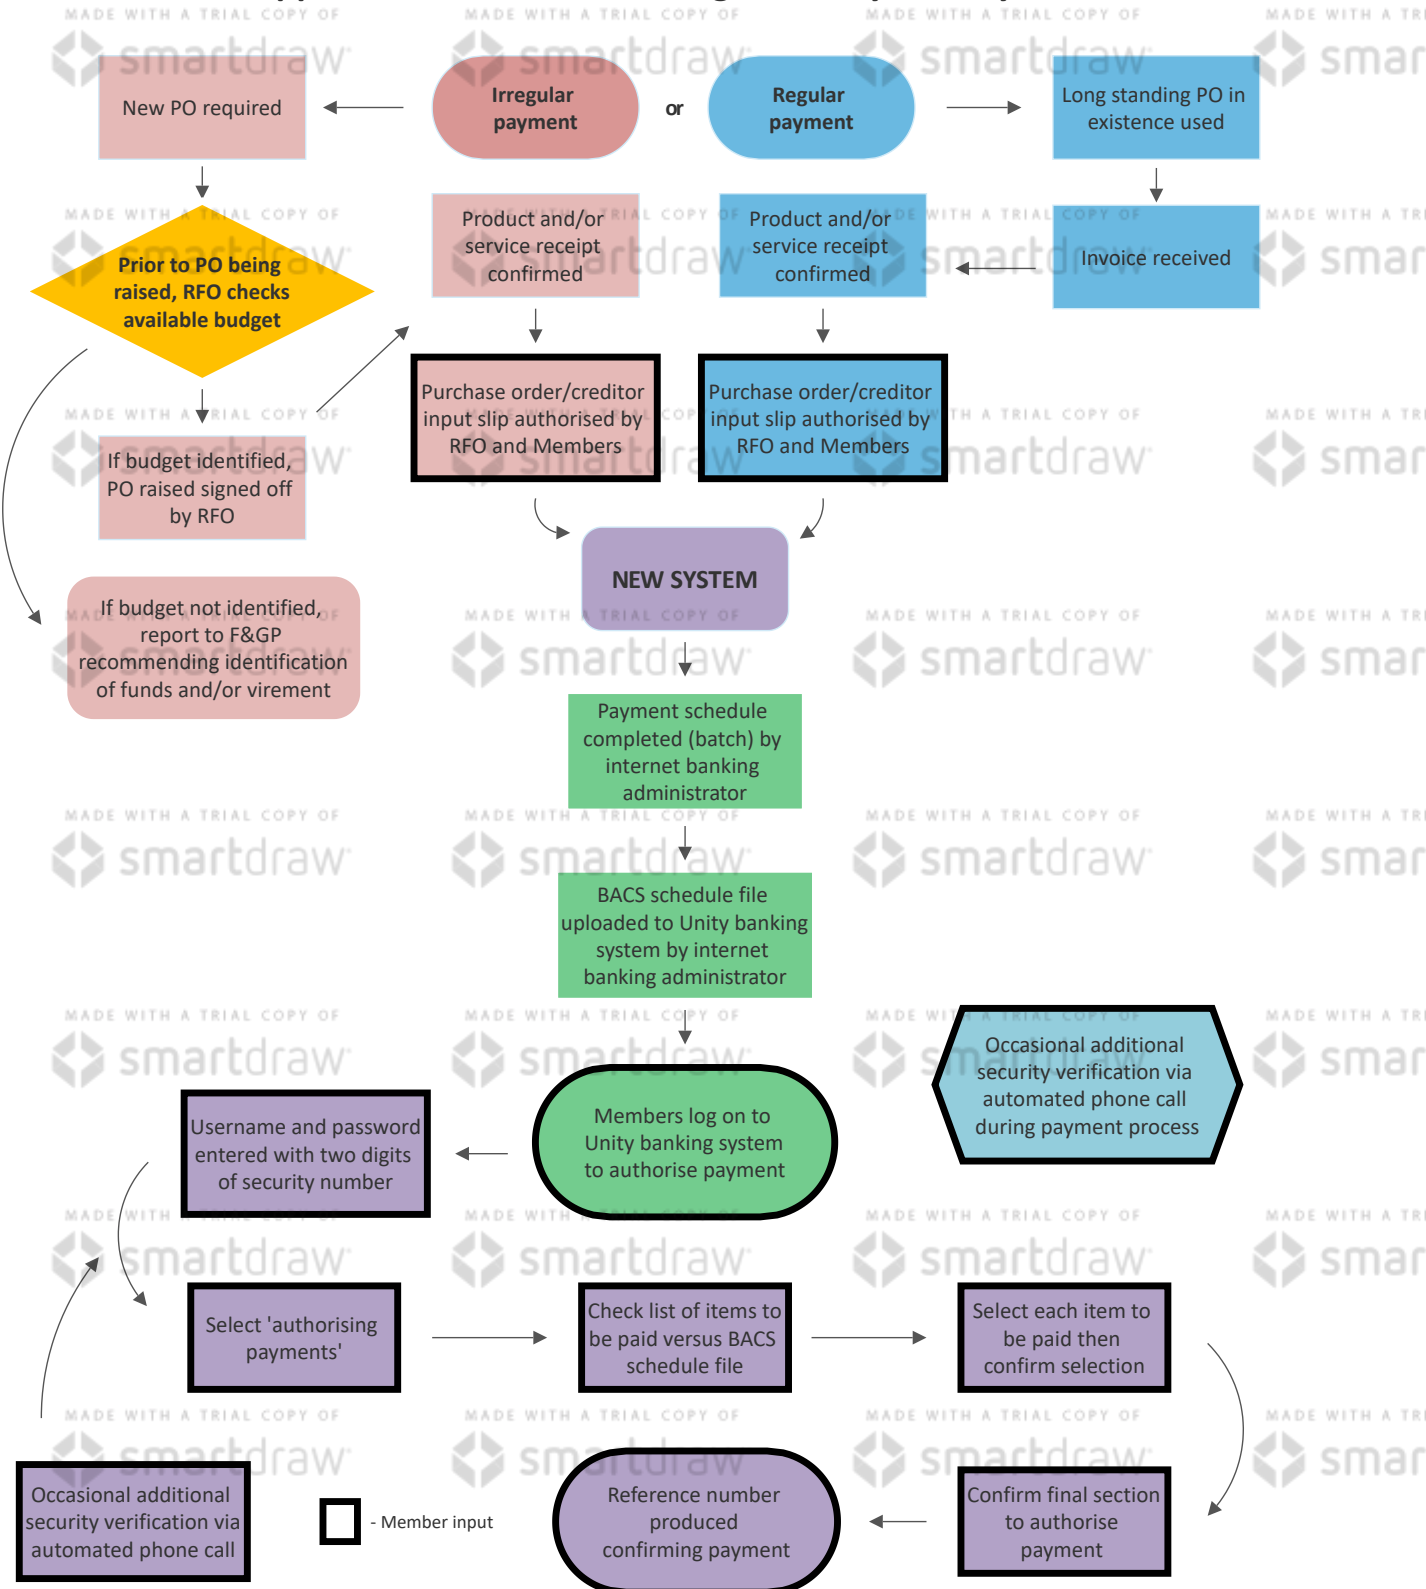 New PO required
Irregular
payment
or
Regular
payment
Long standing PO in
existence used
Prior to PO being
raised, RFO checks
available budget
Product and/or
service receipt
confirmed
Product and/or
service receipt
confirmed
Invoice received
Purchase order/creditor
input slip authorised by
RFO and Members
Purchase order/creditor
input slip authorised by
RFO and Members
If budget identified,
PO raised signed off
by RFO
NEW SYSTEM
If budget not identified,
report to F&GP
recommending identification
of funds and/or virement
Payment schedule
completed (batch) by
internet banking
administrator
BACS schedule file
uploaded to Unity banking
system by internet
banking administrator
Occasional additional
security verification via
automated phone call
during payment process
Members log on to
Unity banking system
to authorise payment
Username and password
entered with two digits
of security number
Select 'authorising
payments'
Check list of items to
be paid versus BACS
schedule file
Select each item to
be paid then
confirm selection
Occasional additional
security verification via
automated phone call
- Member input
Reference number
produced
confirming payment
Confirm final section
to authorise
payment
MADE WITH A TRIAL COPY OF
smartdraw